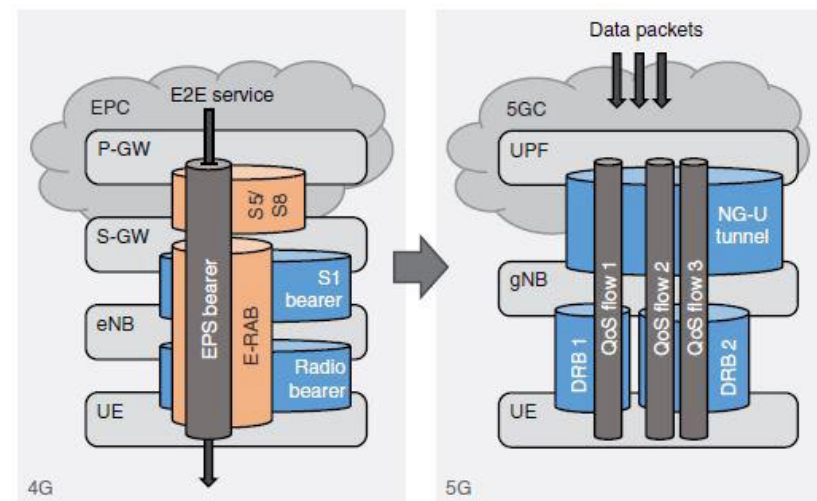 E2E service
EPC
P-GW
S5/
S8
S-GW
EPS bearer
E-RAB
S1
bearer
eNB
Radio
bearer
UE
4G
Data packets
5GC
UPF
NG-U
tunnel
QoS flow 1
QoS flow 2
QoS flow 3
gNB
DRB 1
DRB 2
UE
5G